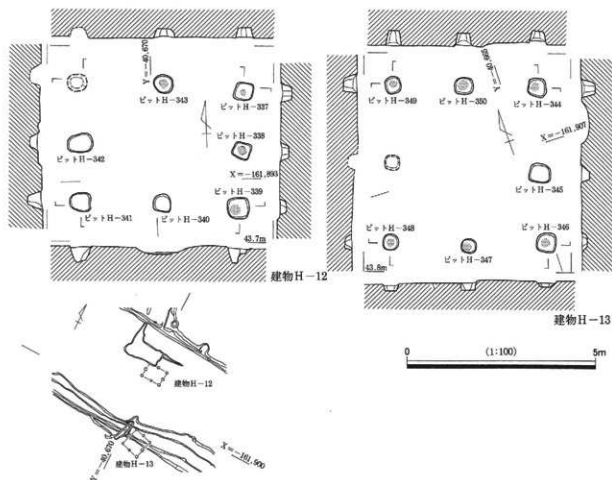 Y=-40,670
ピットH-343
ピットH-337
ピットH-338
ピットH-342
X=-161,893
ピットH-339
ピットH-341
ピットH-340
43.7m
建物H-12
Y=-40,665
ピットH-349
ピットH-350
ピットH-344
X=-161,907
ピットH-345
ピットH-348
ピットH-346
ピットH-347
43.8m
建物H-13
0
(1:100)
5m
建物H-12
建物H-13
Y=-40,670
X=-161,900